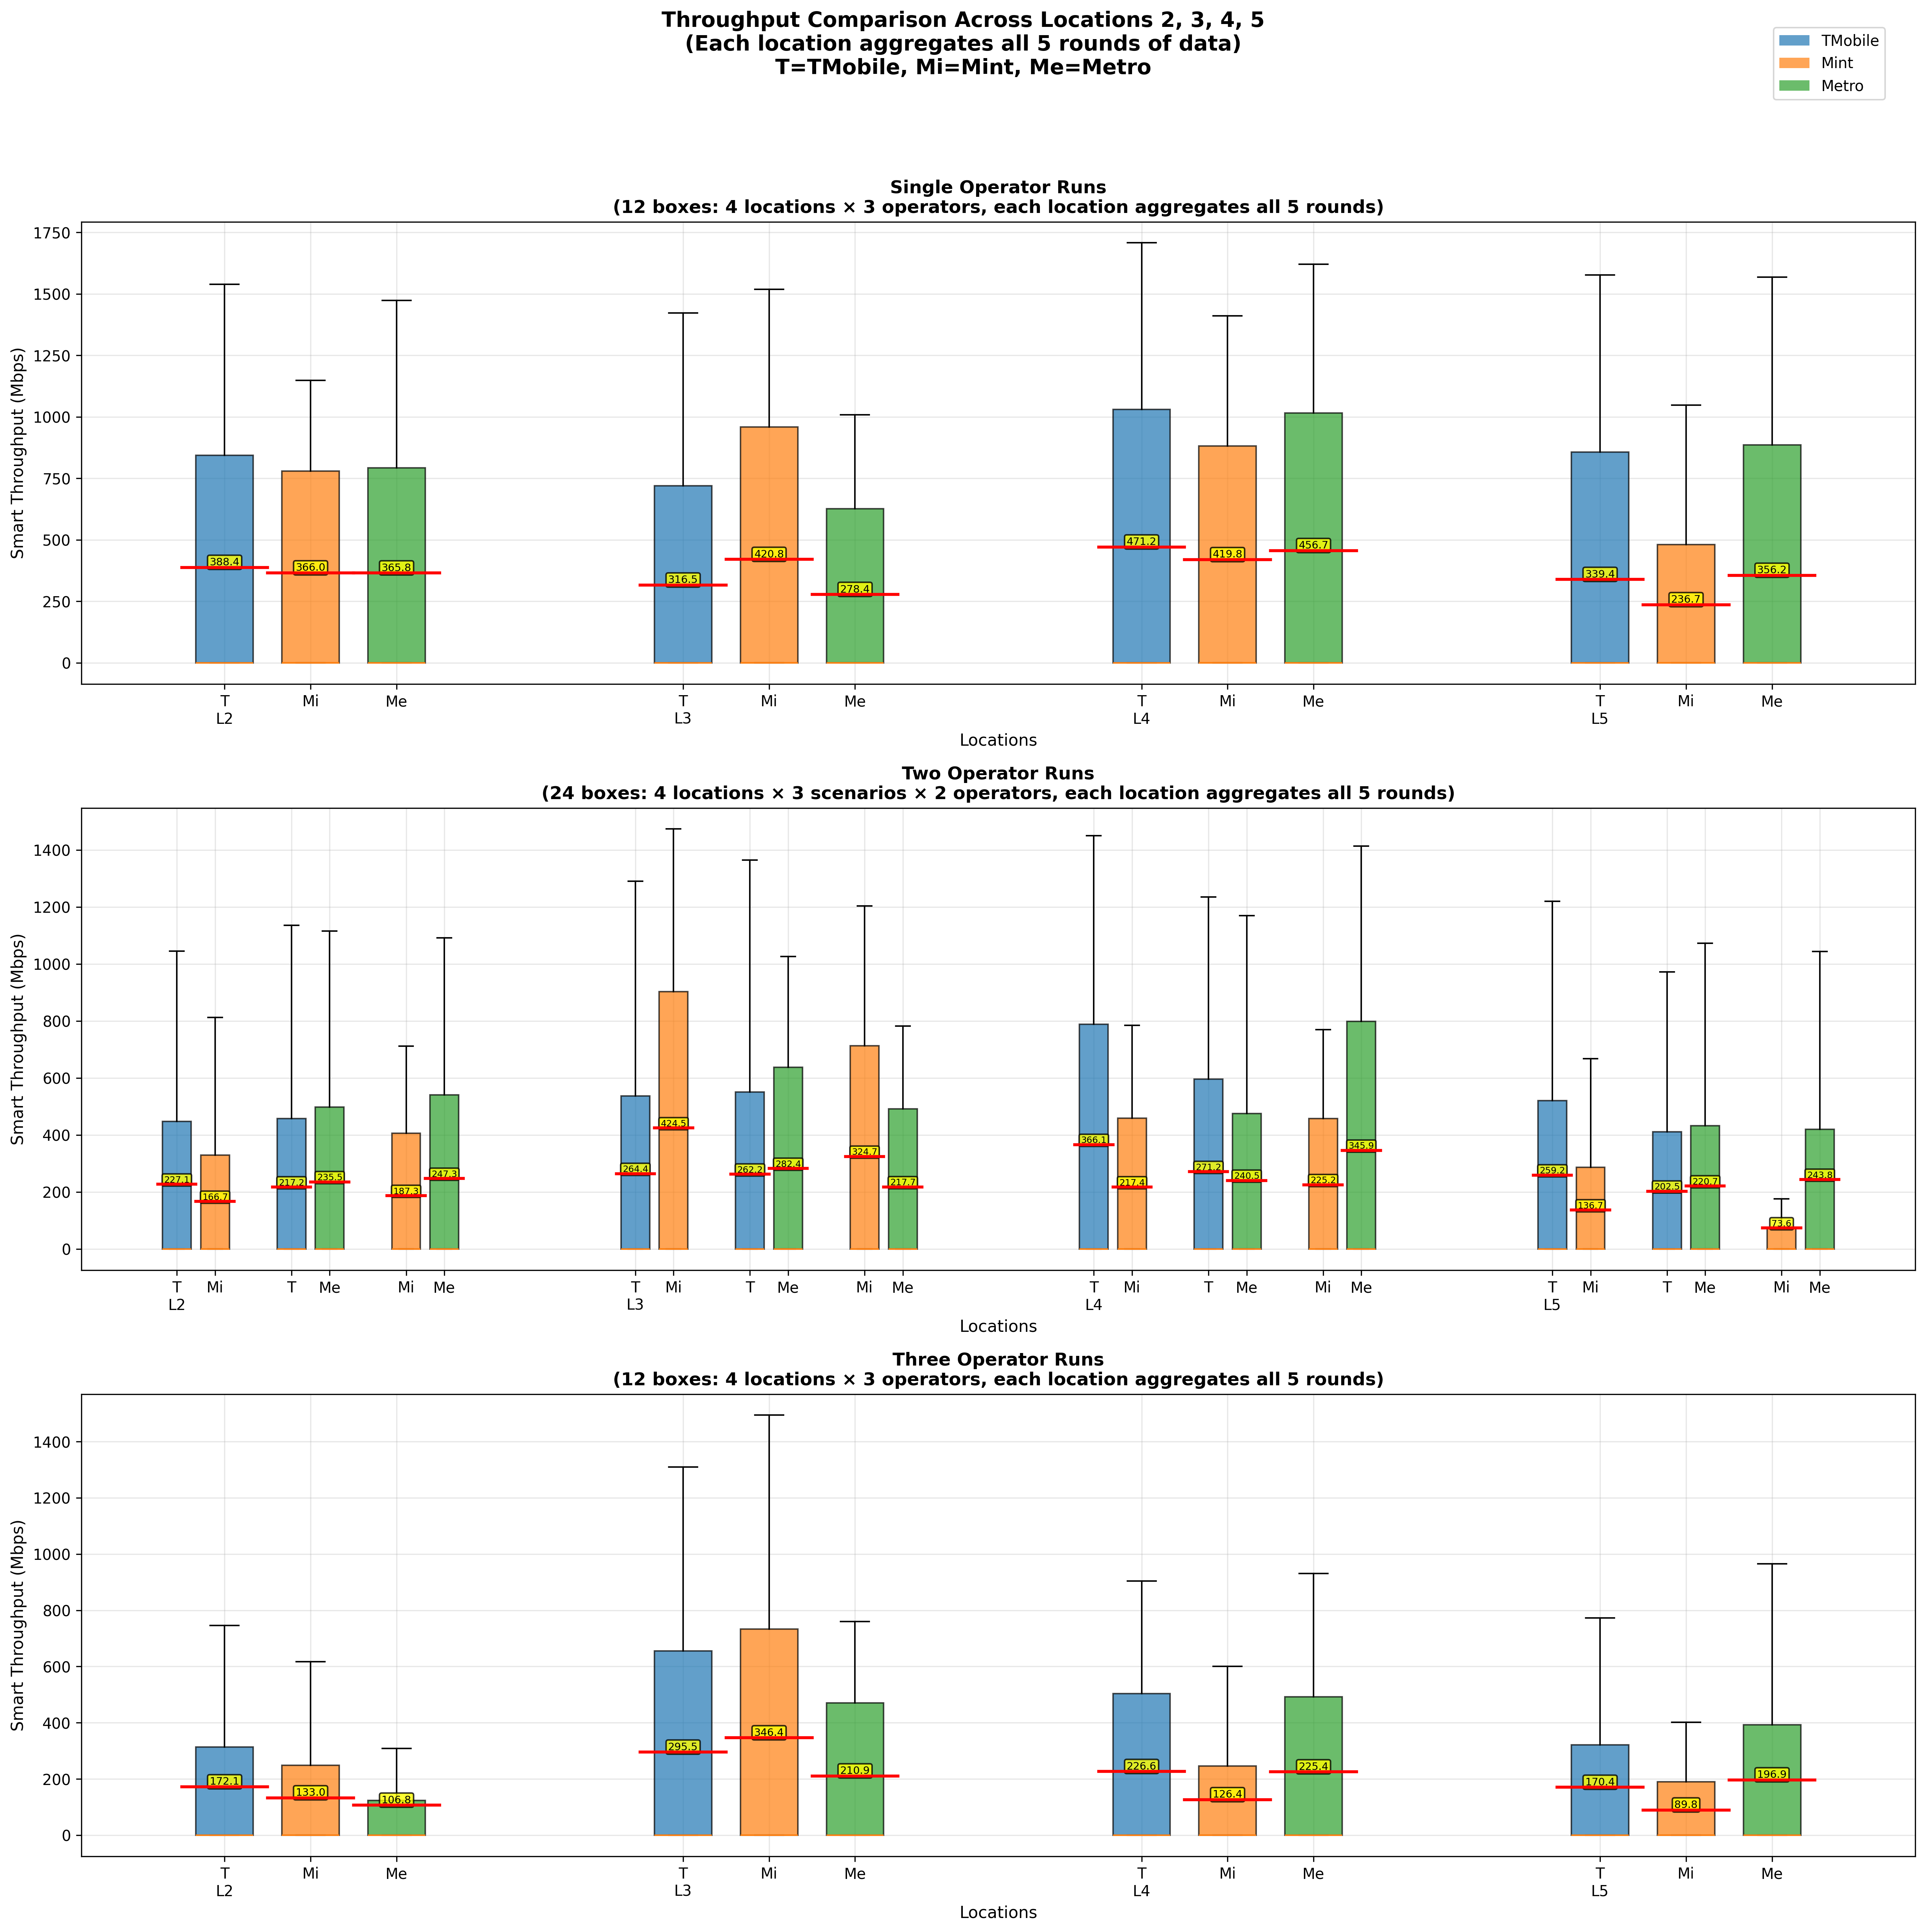 Throughput Comparison Across Locations 2, 3, 4, 5
(Each location aggregates all 5 rounds of data)
T=TMobile, Mi=Mint, Me=Metro
TMobile
Mint
Metro
Single Operator Runs
(12 boxes: 4 locations × 3 operators, each location aggregates all 5 rounds)
Smart Throughput (Mbps)
1750
1500
1250
1000
750
500
250
0
388.4 366.0 365.8 316.5 420.8 278.4 471.2 419.8 456.7 339.4 236.7 356.2
T Mi Me T Mi Me T Mi Me T Mi Me
L2 L3 L4 L5
Locations
Two Operator Runs
(24 boxes: 4 locations × 3 scenarios × 2 operators, each location aggregates all 5 rounds)
Smart Throughput (Mbps)
1400
1200
1000
800
600
400
200
0
227.1 166.7 217.2 235.5 187.3 247.3 264.4 424.5 262.2 282.4 324.7 217.7 366.1 217.4 271.2 240.5 225.2 345.9 259.2 136.7 202.5 220.7 73.6 243.8
T Mi T Me Mi Me T Mi T Me Mi Me T Mi T Me Mi Me T Mi T Me Mi Me
L2 L3 L4 L5
Locations
Three Operator Runs
(12 boxes: 4 locations × 3 operators, each location aggregates all 5 rounds)
Smart Throughput (Mbps)
1400
1200
1000
800
600
400
200
0
172.1 133.0 106.8 295.5 346.4 210.9 226.6 126.4 225.4 170.4 89.8 196.9
T Mi Me T Mi Me T Mi Me T Mi Me
L2 L3 L4 L5
Locations